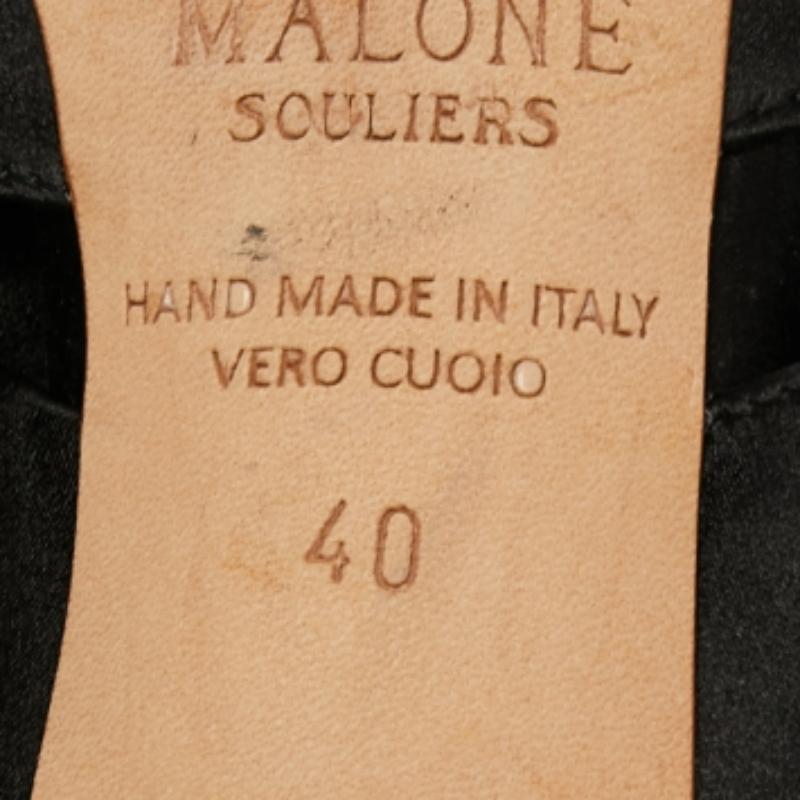 MALONE
SOULIERS
HAND MADE IN ITALY
VERO CUOIO
40